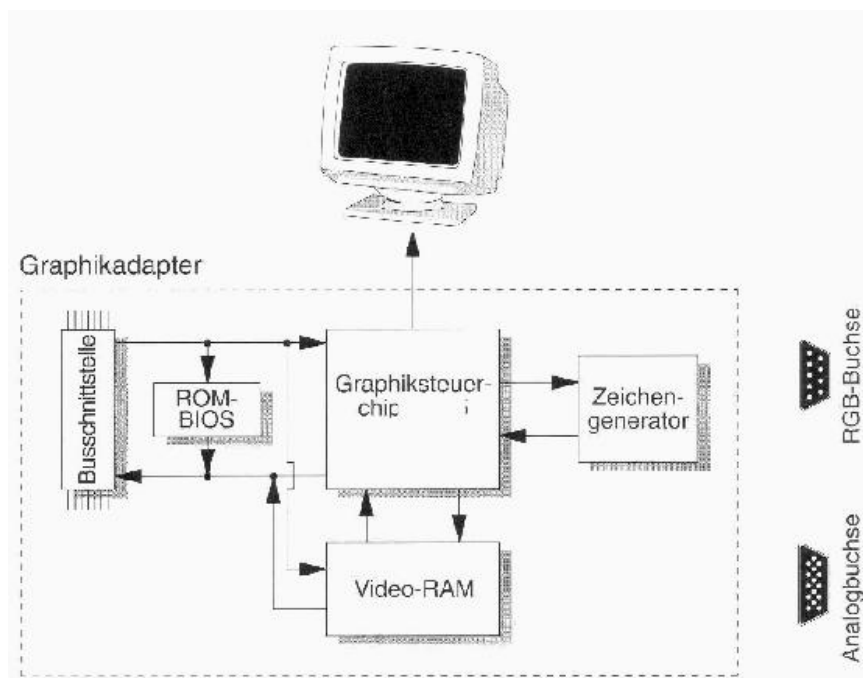 Graphikadapter
Busschnittstelle
ROM-
BIOS
Graphiksteuer-
chip
Zeichen-
generator
Video-RAM
RGB-Buchse
Analogbuchse